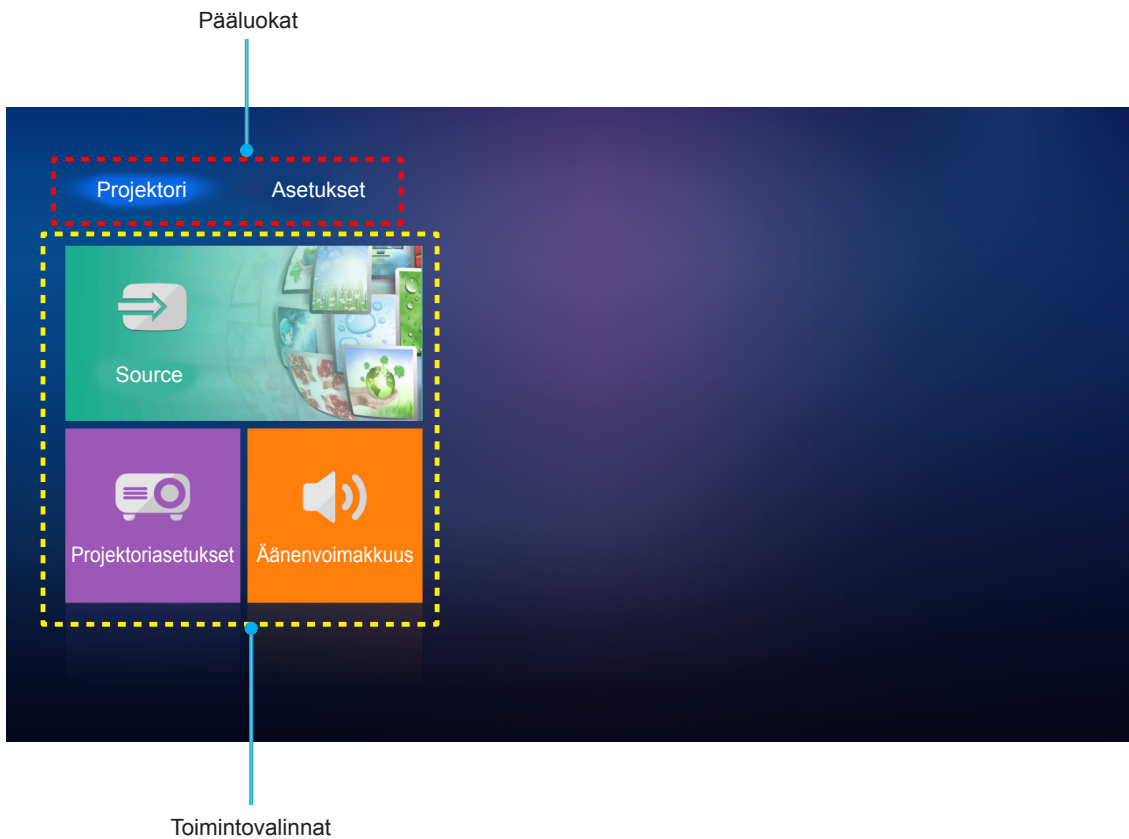 Pääluokat
Projektori Asetukset
Source
Projektoriasetukset Äänenvoimakkuus
Toimintovalinnat